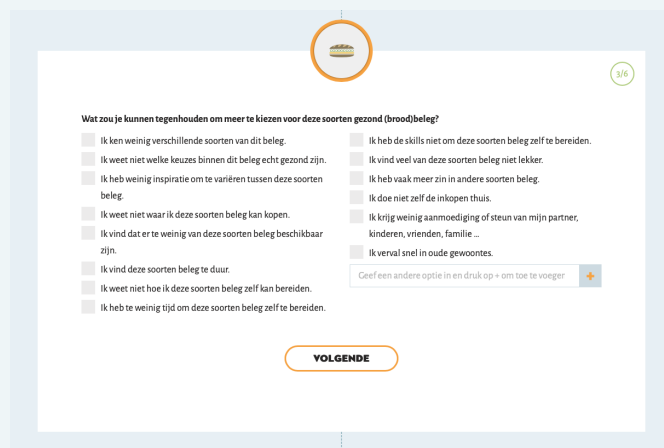 3/6
Wat zou je kunnen tegenhouden om meer te kiezen voor deze soorten gezond (brood)beleg?
Ik ken weinig verschillende soorten van dit beleg.
Ik weet niet welke keuzes binnen dit beleg echt gezond zijn.
Ik heb weinig inspiratie om te variëren tussen deze soorten
beleg.
Ik weet niet waar ik deze soorten beleg kan kopen.
Ik vind dat er te weinig van deze soorten beleg beschikbaar
zijn.
Ik vind deze soorten beleg te duur.
Ik weet niet hoe ik deze soorten beleg zelf kan bereiden.
Ik heb te weinig tijd om deze soorten beleg zelf te bereiden.
Ik heb de skills niet om deze soorten beleg zelf te bereiden.
Ik vind veel van deze soorten beleg niet lekker.
Ik heb vaak meer zin in andere soorten beleg.
Ik doe niet zelf de inkopen thuis.
Ik krijg weinig aanmoediging of steun van mijn partner,
kinderen, vrienden, familie ...
Ik verval snel in oude gewoontes.
Geef een andere optie in en druk op + om toe te voeger
+
VOLGENDE